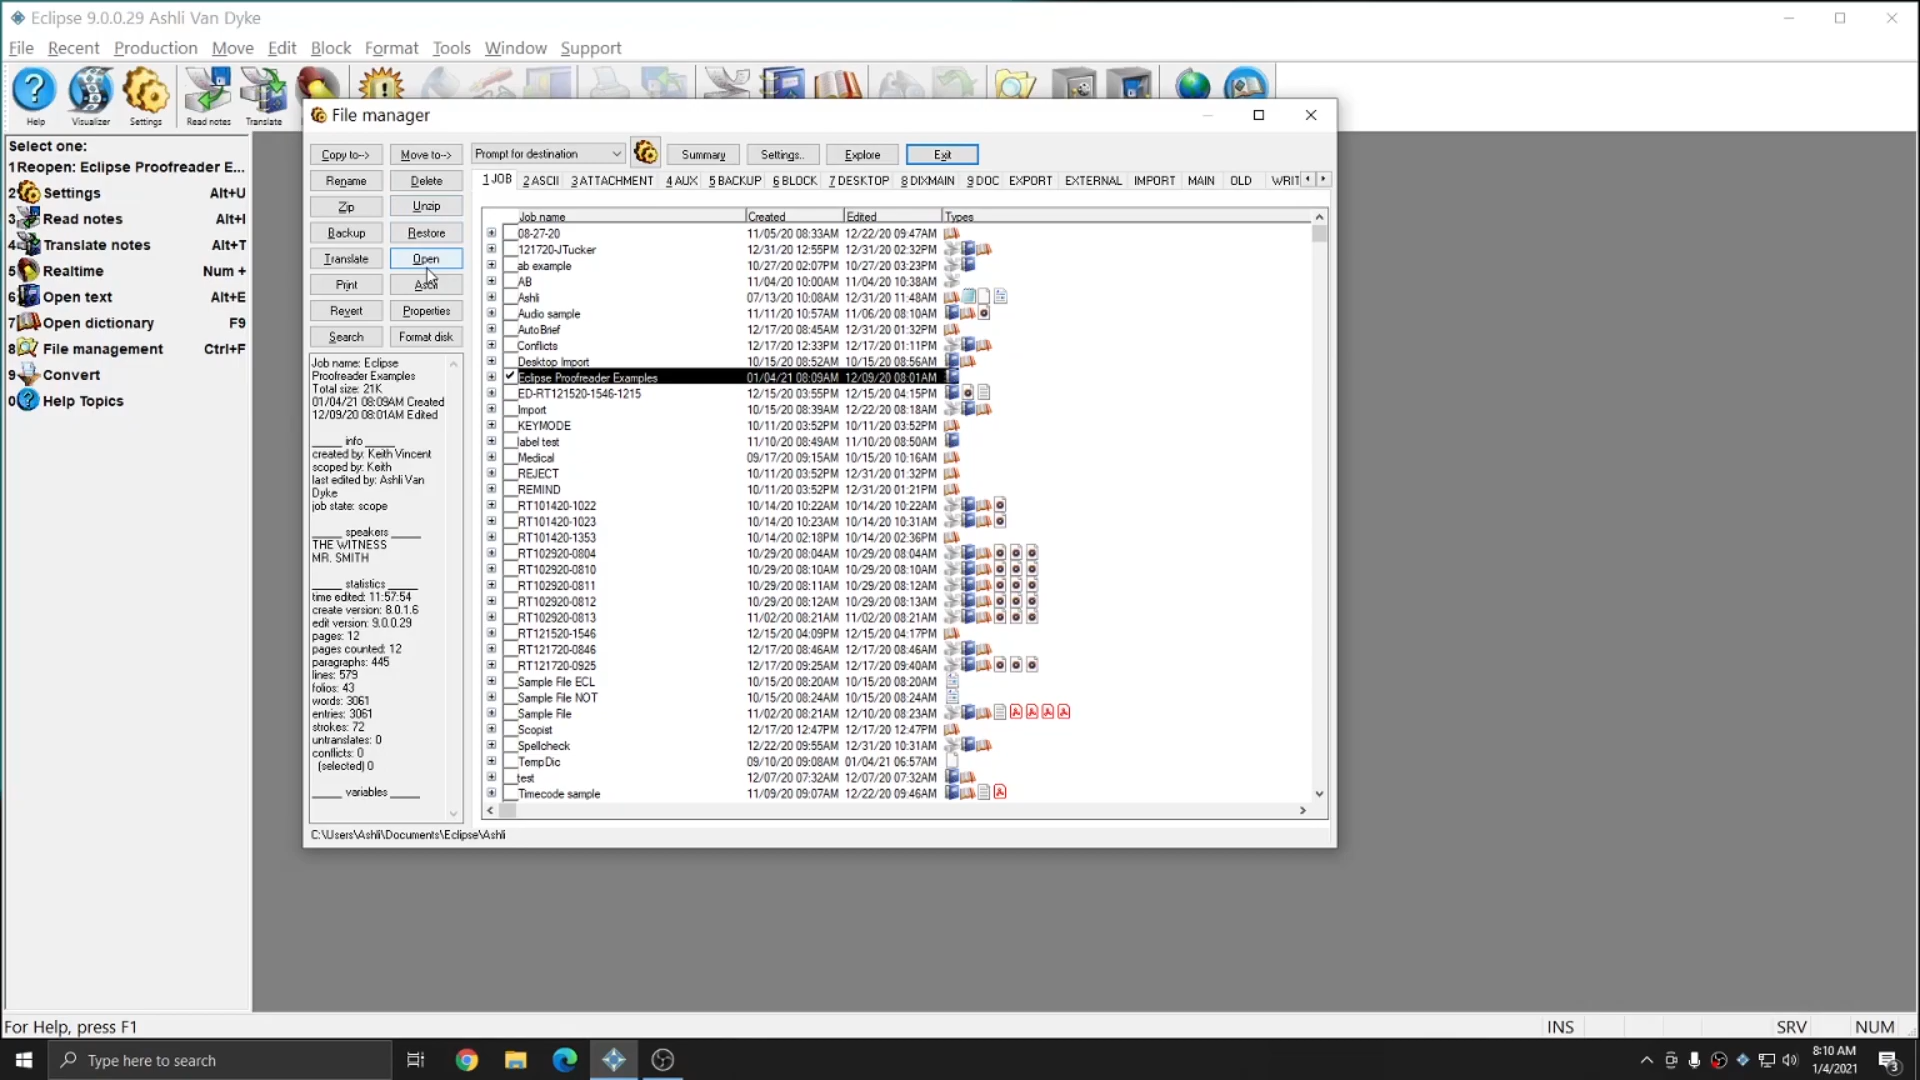 Eclipse 9.0.0.29 Ashli Van Dyke
File Recent Production Move Edit Block Format Tools Window Support
Help Visualizer Settings Read notes Translate
Select one:
1Reopen: Eclipse Proofreader E...
2 Settings Alt+U
3 Read notes Alt+I
4 Translate notes Alt+T
5 Realtime Num +
6 Open text Alt+E
7 Open dictionary F9
8 File management Ctrl+F
9 Convert
0 Help Topics
File manager
Copy to-> Move to-> Prompt for destination Summary Settings.. Explore Exit
Rename Delete 1 JOB 2 ASCII 3 ATTACHMENT 4 AUX 5 BACKUP 6 BLOCK 7 DESKTOP 8 DIXMAIN 9 DOC EXPORT EXTERNAL IMPORT MAIN OLD WRIT
Zip Unzip
Backup Restore
Translate Open
Print Ascii
Revert Properties
Search Format disk
Job name: Eclipse
Proofreader Examples
Total size: 21K
01/04/21 08:09AM Created
12/09/20 08:01AM Edited
_____ info _____
created by: Keith Vincent
scoped by: Keith
last edited by: Ashli Van
Dyke
job state: scope
_____ speakers _____
THE WITNESS
MR. SMITH
_____ statistics _____
time edited: 11:57:54
create version: 8.0.1.6
edit version: 9.0.0.29
pages: 12
pages counted: 12
paragraphs: 445
lines: 579
folios: 43
words: 3061
entries: 3061
strokes: 72
untranslates: 0
conflicts: 0
(selected) 0
_____ variables _____
Job name Created Edited Types
08-27-20 11/05/20 08:33AM 12/22/20 09:47AM
121720-JTucker 12/31/20 12:55PM 12/31/20 02:32PM
ab example 10/27/20 02:07PM 10/27/20 03:23PM
AB 11/04/20 10:00AM 11/04/20 10:38AM
Ashli 07/13/20 10:08AM 12/31/20 11:48AM
Audio sample 11/11/20 10:57AM 11/06/20 08:10AM
AutoBrief 12/17/20 08:45AM 12/31/20 01:32PM
Conflicts 12/17/20 12:33PM 12/17/20 01:11PM
Desktop Import 10/15/20 08:52AM 10/15/20 08:56AM
Eclipse Proofreader Examples 01/04/21 08:09AM 12/09/20 08:01AM
ED-RT121520-1546-1215 12/15/20 03:55PM 12/15/20 04:15PM
Import 10/15/20 08:39AM 12/22/20 08:18AM
KEYMODE 10/11/20 03:52PM 10/11/20 03:52PM
label test 11/10/20 08:49AM 11/10/20 08:50AM
Medical 09/17/20 09:15AM 10/15/20 10:16AM
REJECT 10/11/20 03:52PM 12/31/20 01:32PM
REMIND 10/11/20 03:52PM 12/31/20 01:21PM
RT101420-1022 10/14/20 10:22AM 10/14/20 10:22AM
RT101420-1023 10/14/20 10:23AM 10/14/20 10:31AM
RT101420-1353 10/14/20 02:18PM 10/14/20 02:36PM
RT102920-0804 10/29/20 08:04AM 10/29/20 08:04AM
RT102920-0810 10/29/20 08:10AM 10/29/20 08:10AM
RT102920-0811 10/29/20 08:11AM 10/29/20 08:12AM
RT102920-0812 10/29/20 08:12AM 10/29/20 08:13AM
RT102920-0813 11/02/20 08:21AM 11/02/20 08:21AM
RT121520-1546 12/15/20 04:09PM 12/15/20 04:17PM
RT121720-0846 12/17/20 08:46AM 12/17/20 08:46AM
RT121720-0925 12/17/20 09:25AM 12/17/20 09:40AM
Sample File ECL 10/15/20 08:20AM 10/15/20 08:20AM
Sample File NOT 10/15/20 08:24AM 10/15/20 08:24AM
Sample File 11/02/20 08:21AM 12/10/20 08:23AM
Scopist 12/17/20 12:47PM 12/17/20 12:47PM
Spellcheck 12/22/20 09:55AM 12/31/20 10:31AM
TempDic 09/10/20 09:08AM 01/04/21 06:57AM
test 12/07/20 07:32AM 12/07/20 07:32AM
Timecode sample 11/09/20 09:07AM 12/22/20 09:46AM
C:\Users\Ashli\Documents\Eclipse\Ashli
For Help, press F1 INS SRV NUM
Type here to search
8:10 AM
1/4/2021
3